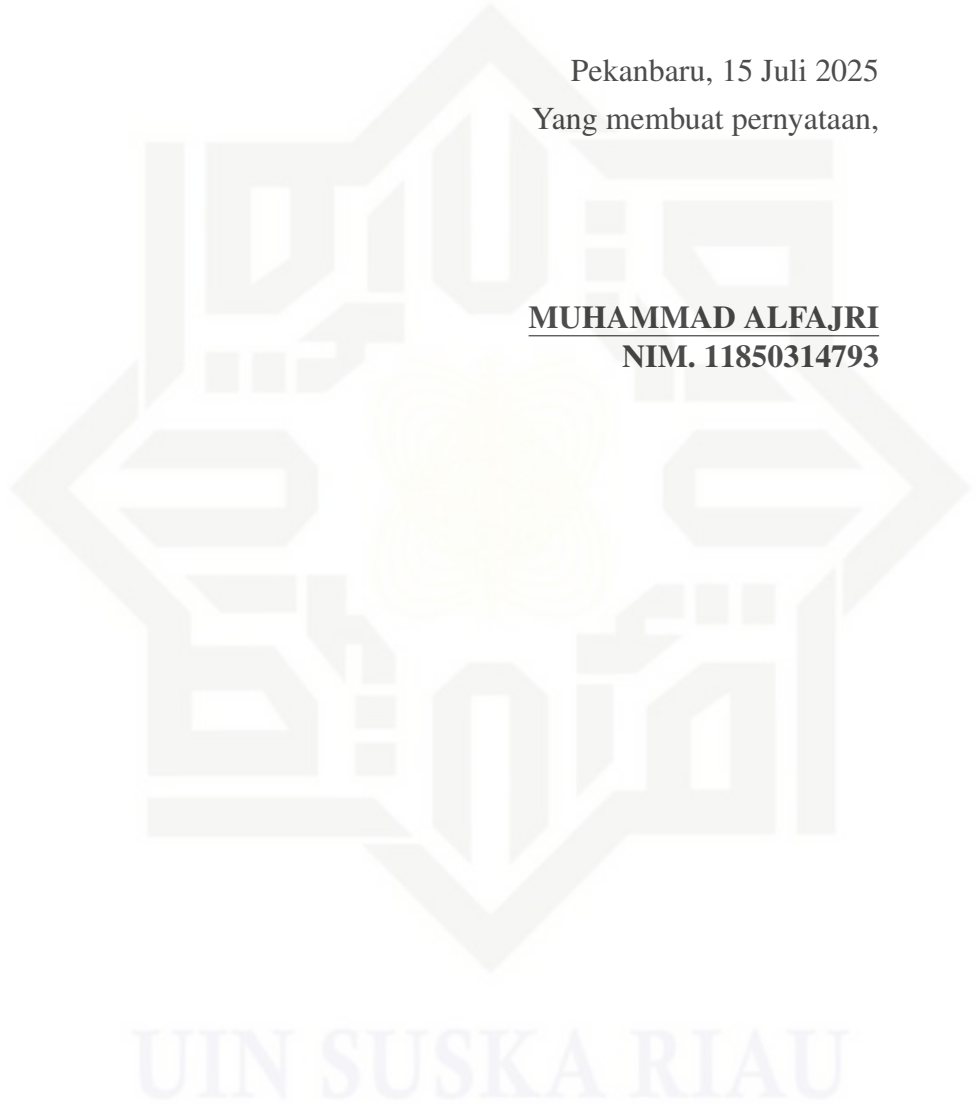 Pekanbaru, 15 Juli 2025
Yang membuat pernyataan,
MUHAMMAD ALFAJRI
NIM. 11850314793
UIN SUSKA RIAU